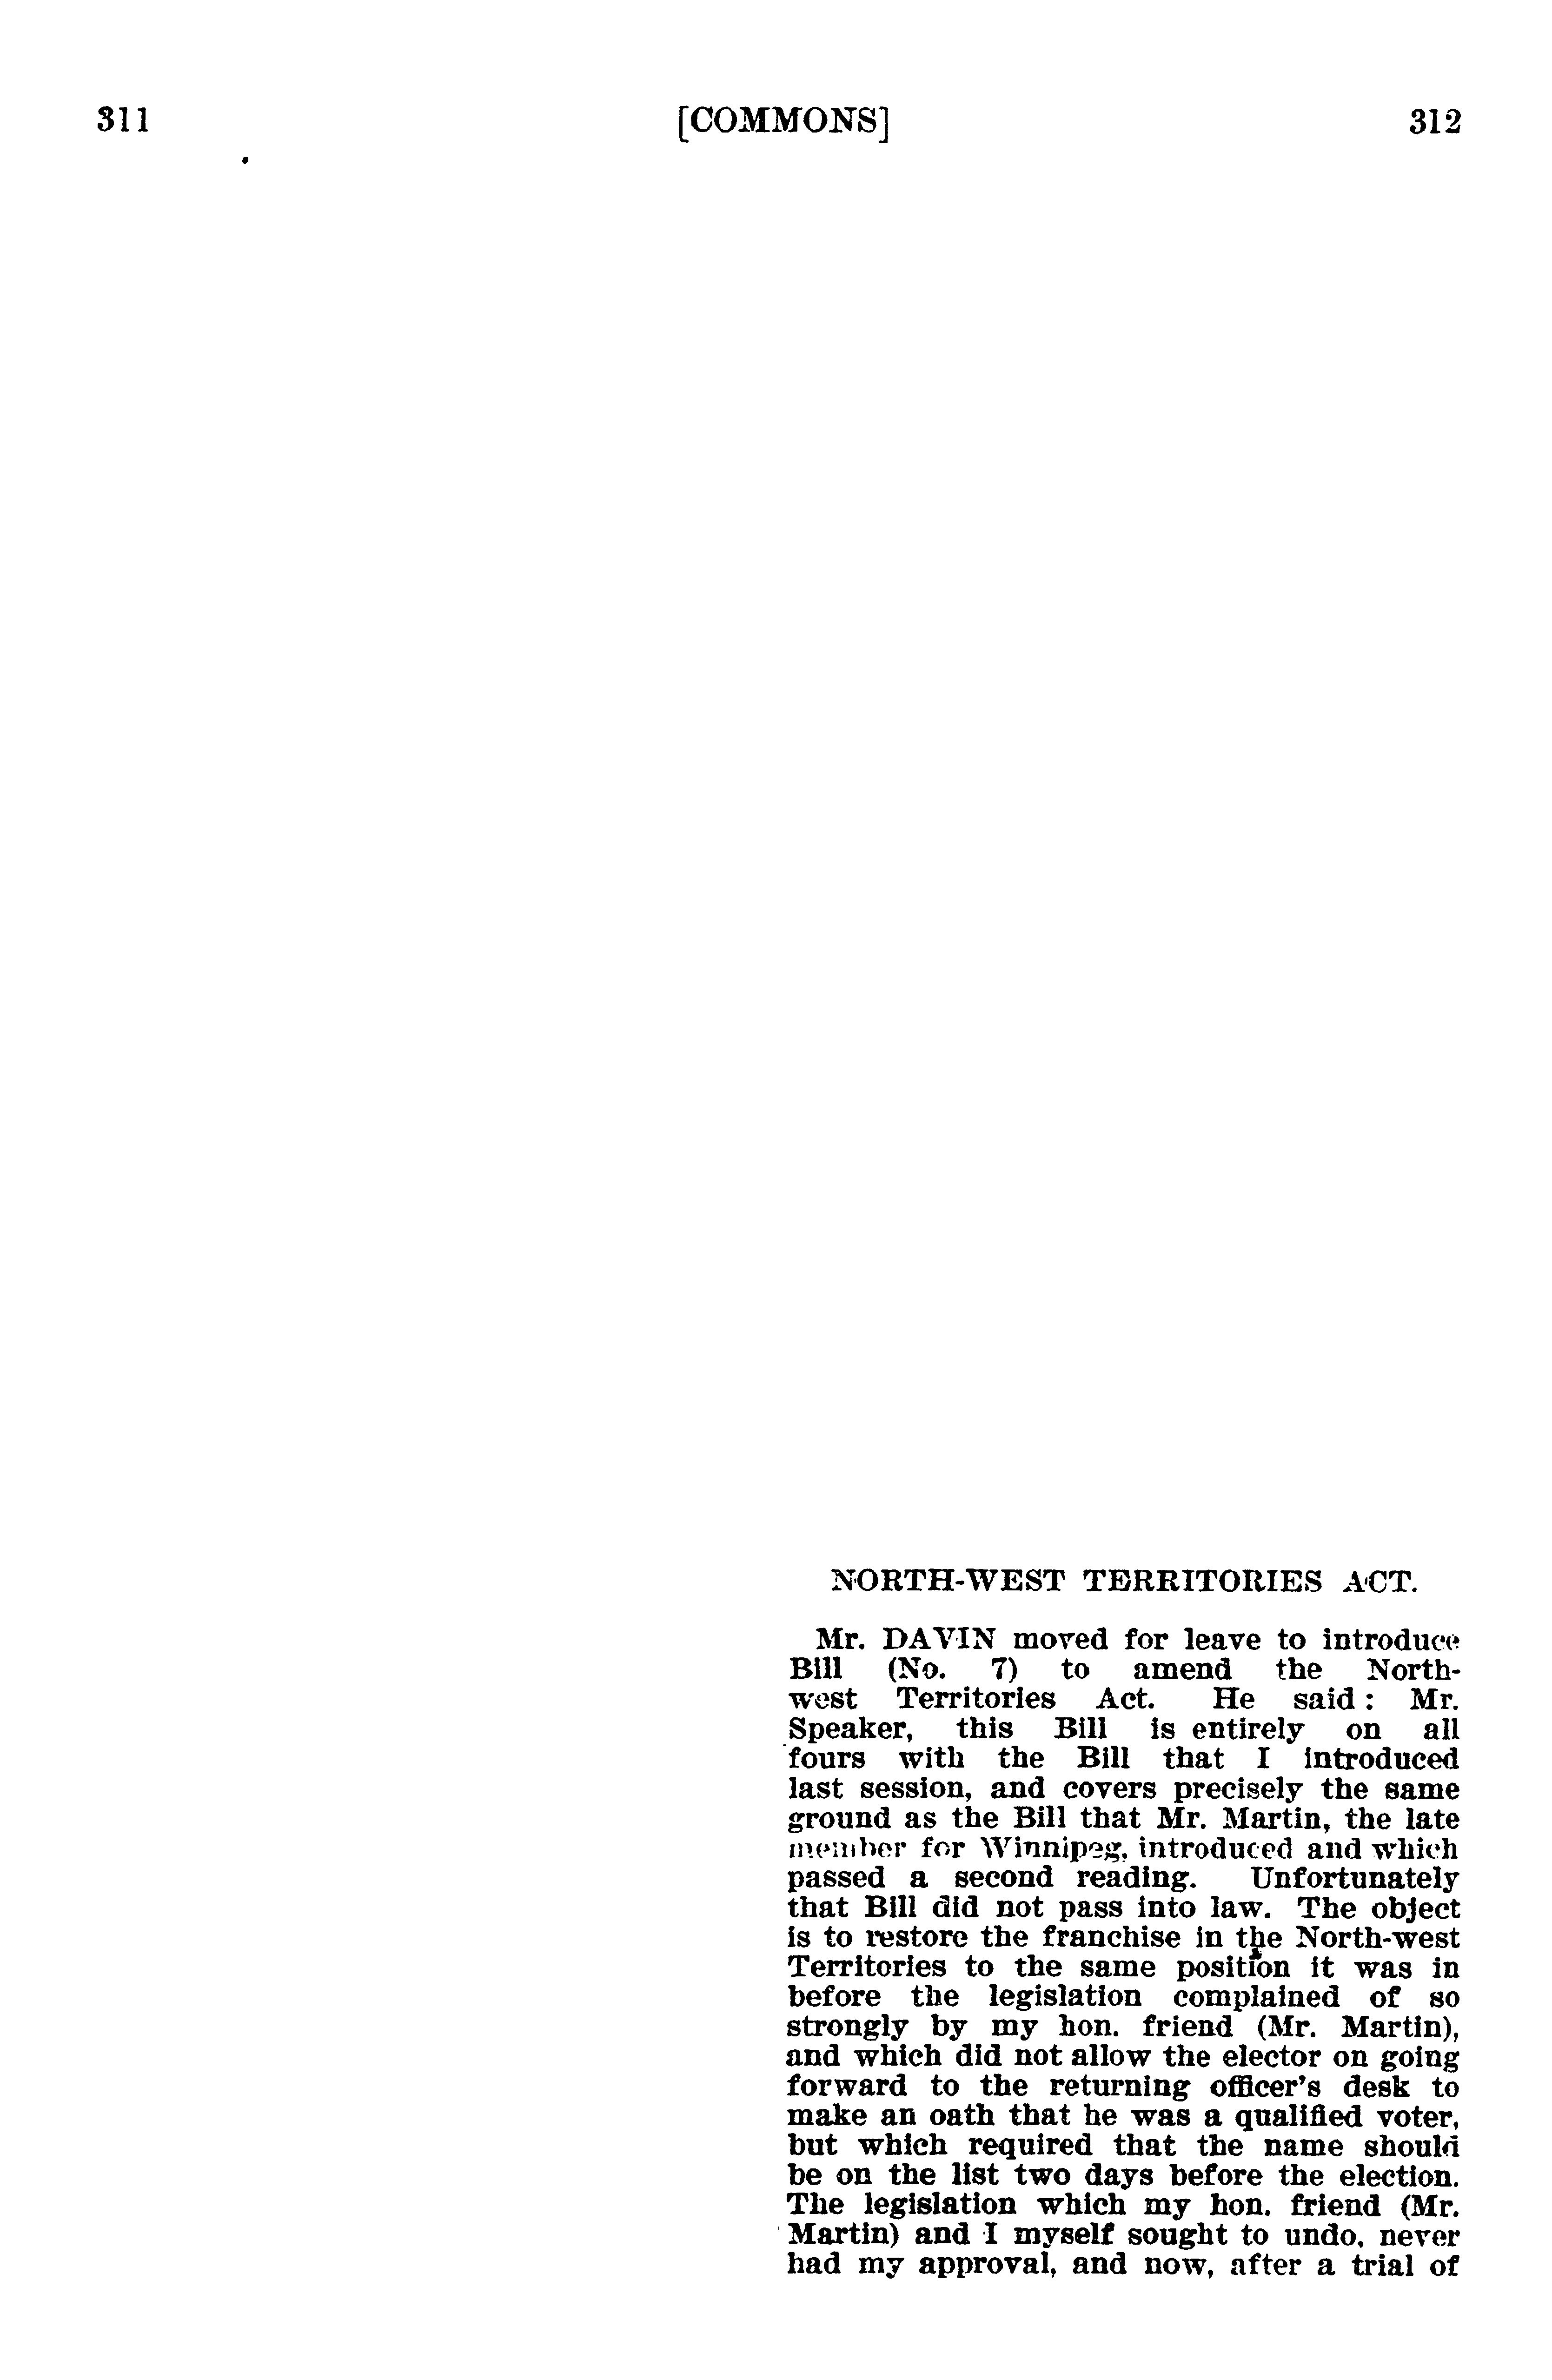 311 [COMMONS] 312
NORTH-WEST TERRITORIES ACT.
Mr. DAVIN moved for leave to introduce
Bill (No. 7) to amend the North-
west Territories Act. He said: Mr.
Speaker, this Bill is entirely on all
fours with the Bill that I introduced
last session, and covers precisely the same
ground as the Bill that Mr. Martin, the late
member for Winnipeg, introduced and which
passed a second reading. Unfortunately
that Bill did not pass into law. The object
is to restore the franchise in the North-west
Territories to the same position it was in
before the legislation complained of so
strongly by my hon. friend (Mr. Martin),
and which did not allow the elector on going
forward to the returning officer's desk to
make an oath that he was a qualified voter,
but which required that the name should
be on the list two days before the election.
The legislation which my hon. friend (Mr.
Martin) and I myself sought to undo, never
had my approval, and now, after a trial of